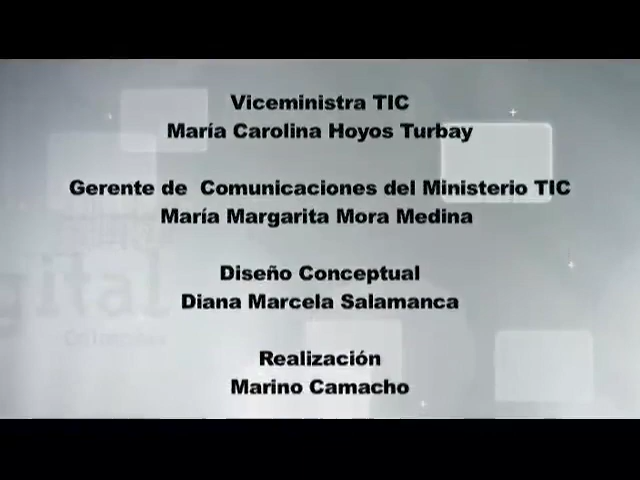 Viceministra TIC
María Carolina Hoyos Turbay
Gerente de Comunicaciones del Ministerio TIC
María Margarita Mora Medina
Diseño Conceptual
Diana Marcela Salamanca
Realización
Marino Camacho
gital